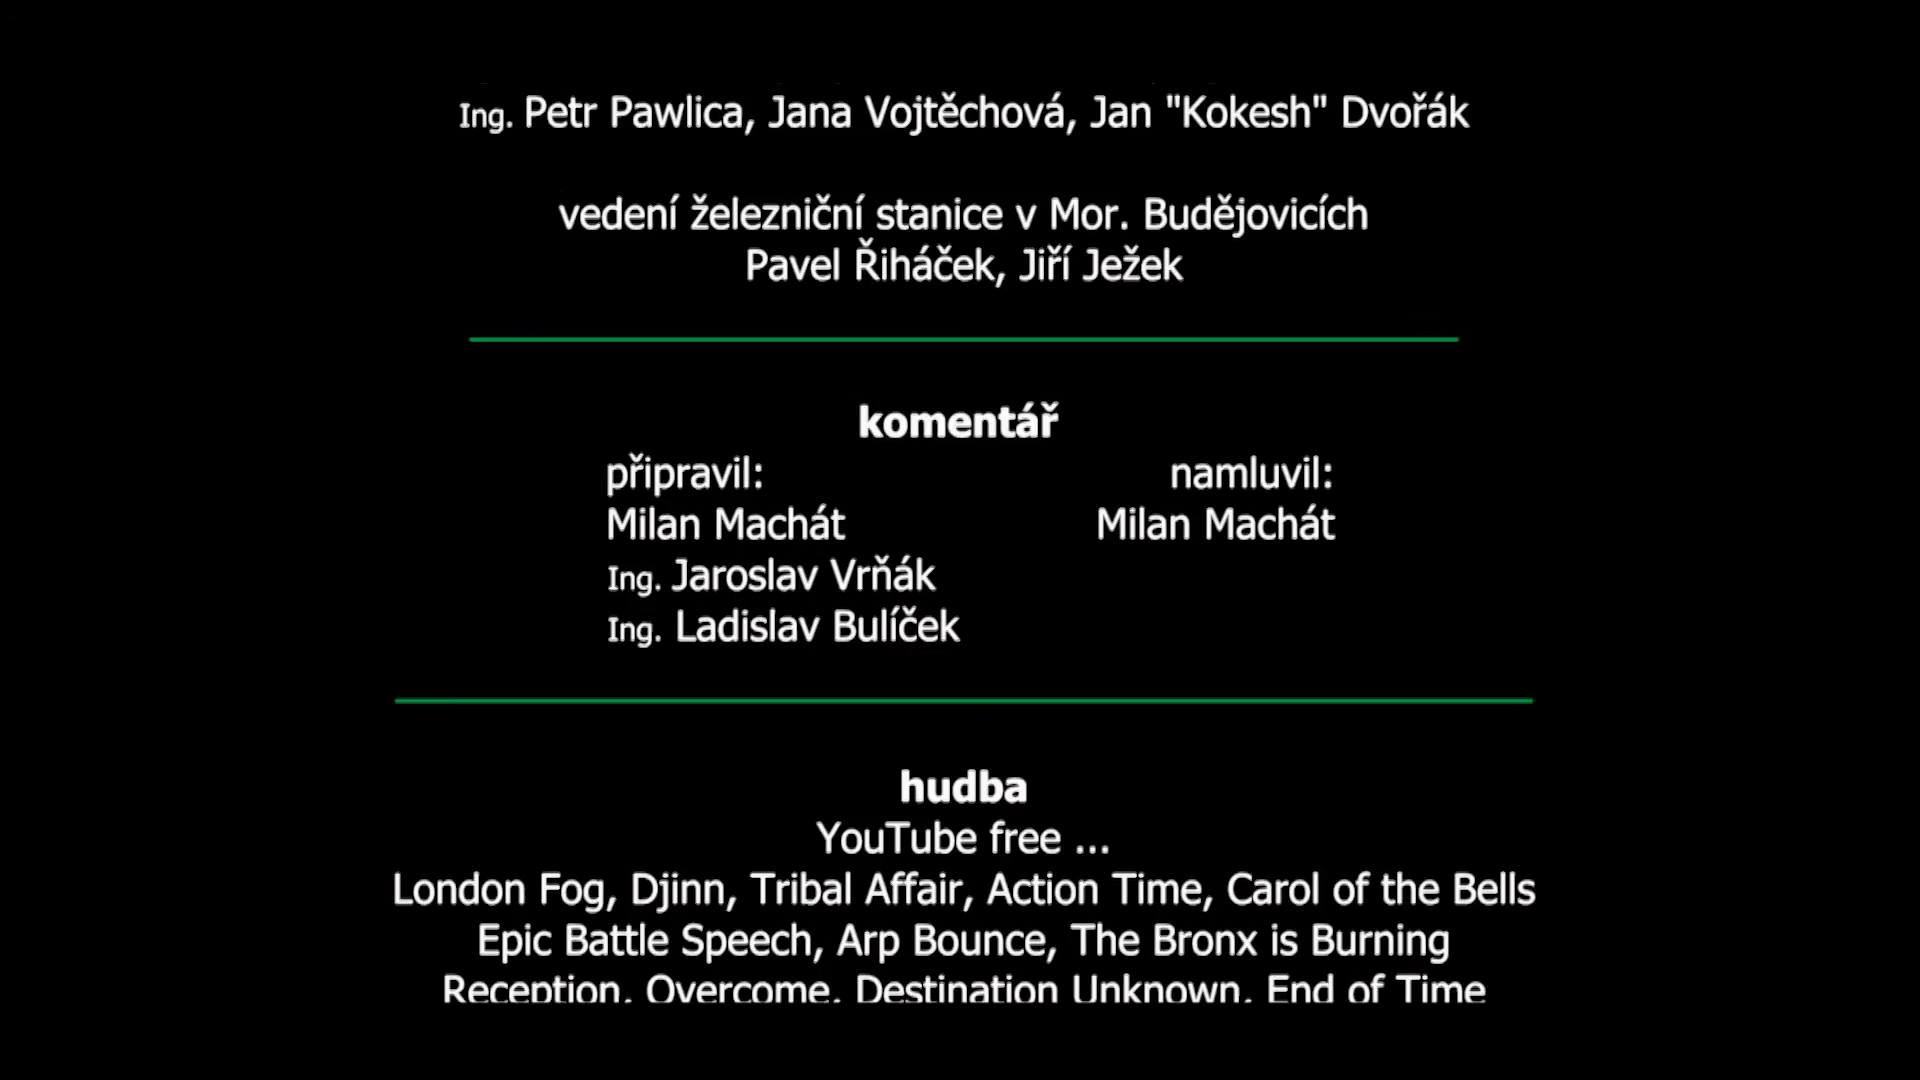 Ing. Petr Pawlica, Jana Vojtěchová, Jan "Kokesh" Dvořák
vedení železniční stanice v Mor. Budějovicích
Pavel Řiháček, Jiří Ježek
komentář
připravil: namluvil:
Milan Machát Milan Machát
Ing. Jaroslav Vrňák
Ing. Ladislav Bulíček
hudba
YouTube free ...
London Fog, Djinn, Tribal Affair, Action Time, Carol of the Bells
Epic Battle Speech, Arp Bounce, The Bronx is Burning
Reception, Overcome, Destination Unknown, End of Time